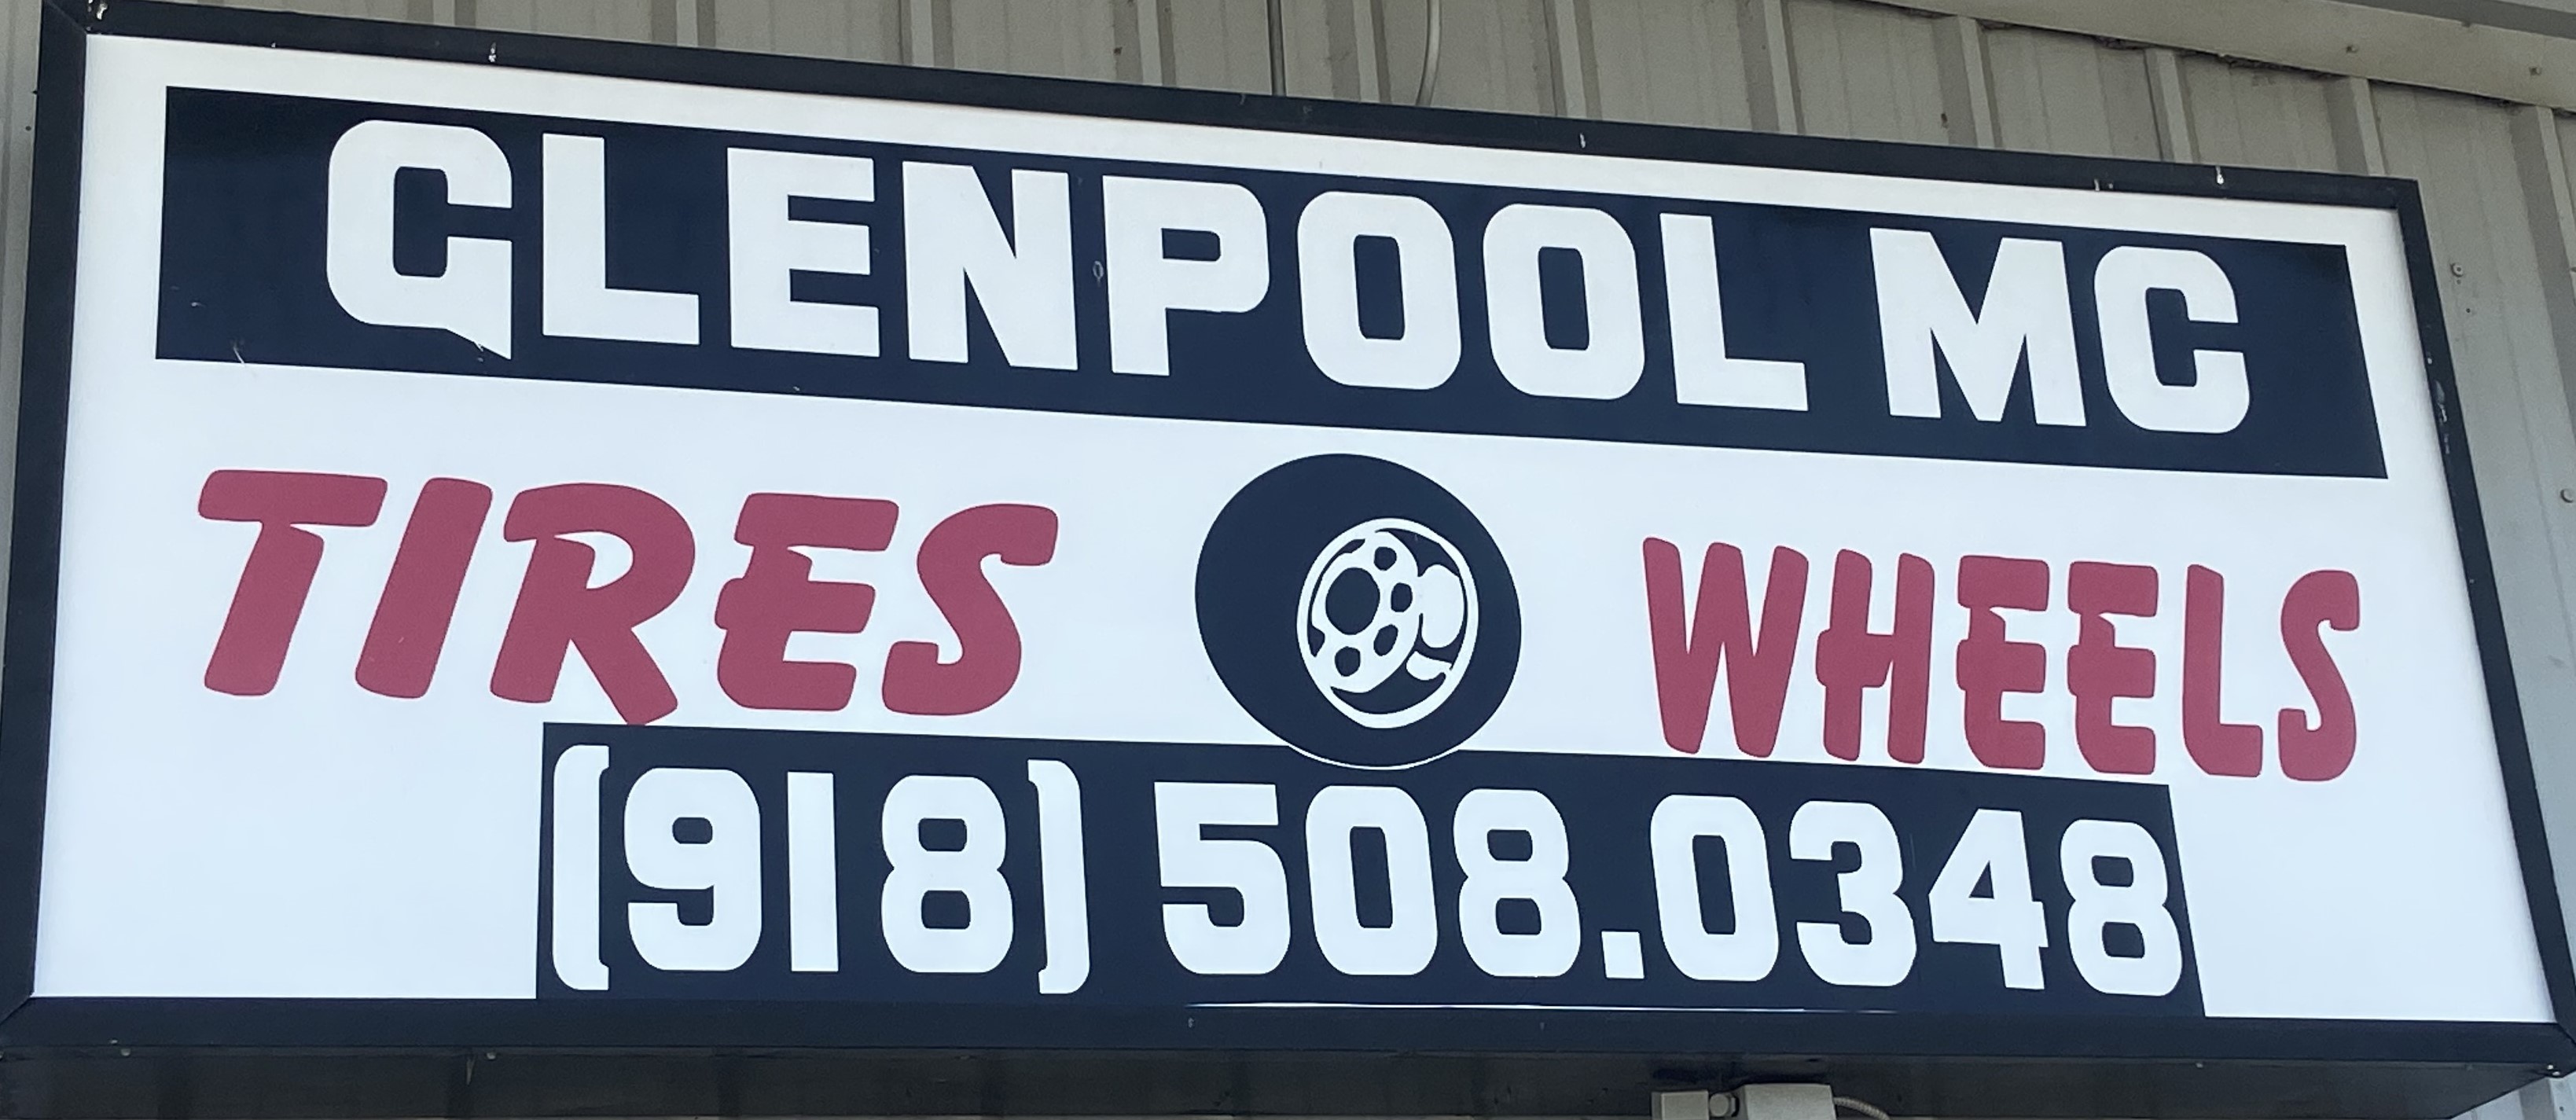 GLENPOOL MC
TIRES WHEELS
(918) 508.0348